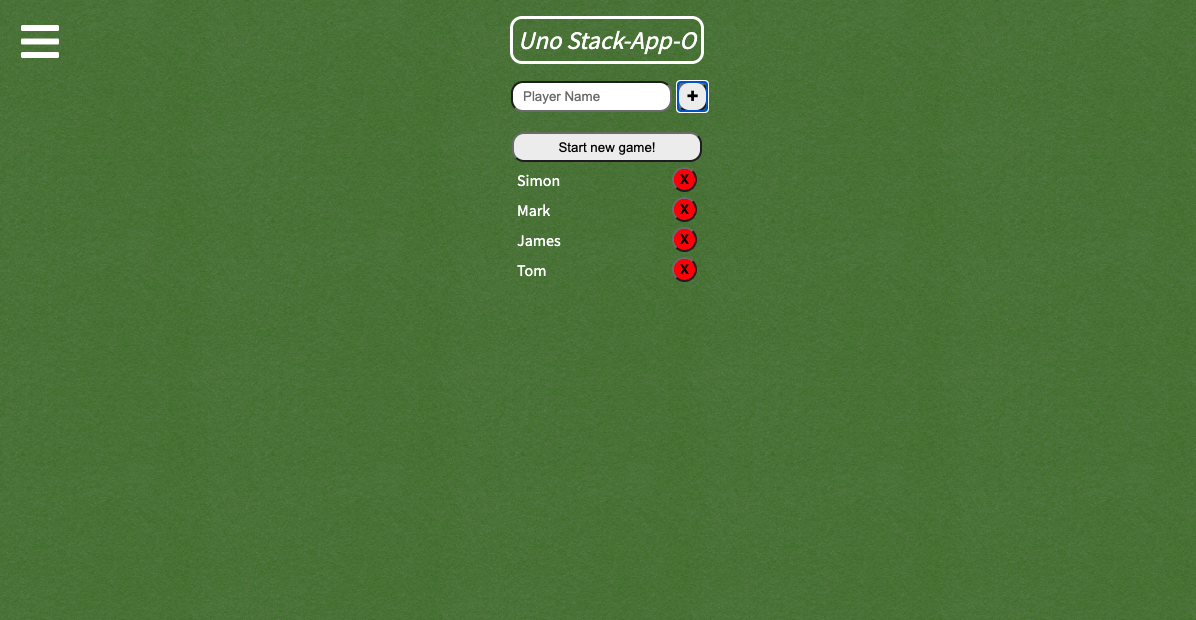 Uno Stack-App-O
Player Name +
Start new game!
Simon X
Mark X
James X
Tom X